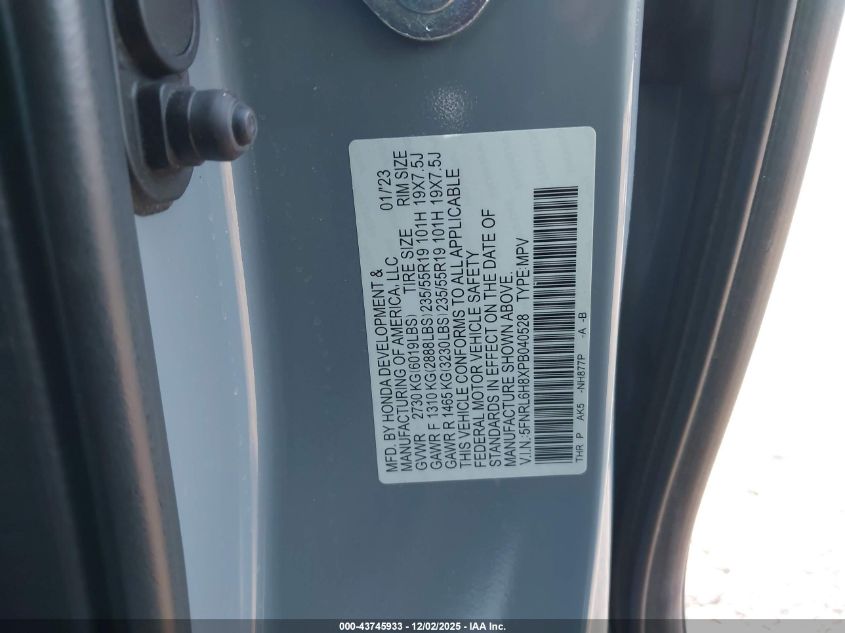 MFD. BY HONDA DEVELOPMENT & 01/'23
MANUFACTURING OF AMERICA, LLC
TIRE SIZE RIM SIZE
GVWR 2730 KG(6019LBS)
GAWR F 1310 KG(2888LBS)235/55R19 101H 19X7.5J
GAWR R 1465 KG(3230LBS)235/55R19 101H 19X7.5J
THIS VEHICLE CONFORMS TO ALL APPLICABLE
FEDERAL MOTOR VEHICLE SAFETY
STANDARDS IN EFFECT ON THE DATE OF
MANUFACTURE SHOWN ABOVE.
V.I.N.:5FNRL6H8XPB040528 TYPE:MPV
THR P AK5 -NH877P -A -B
000-43745933 - 12/02/2025 - IAA Inc.